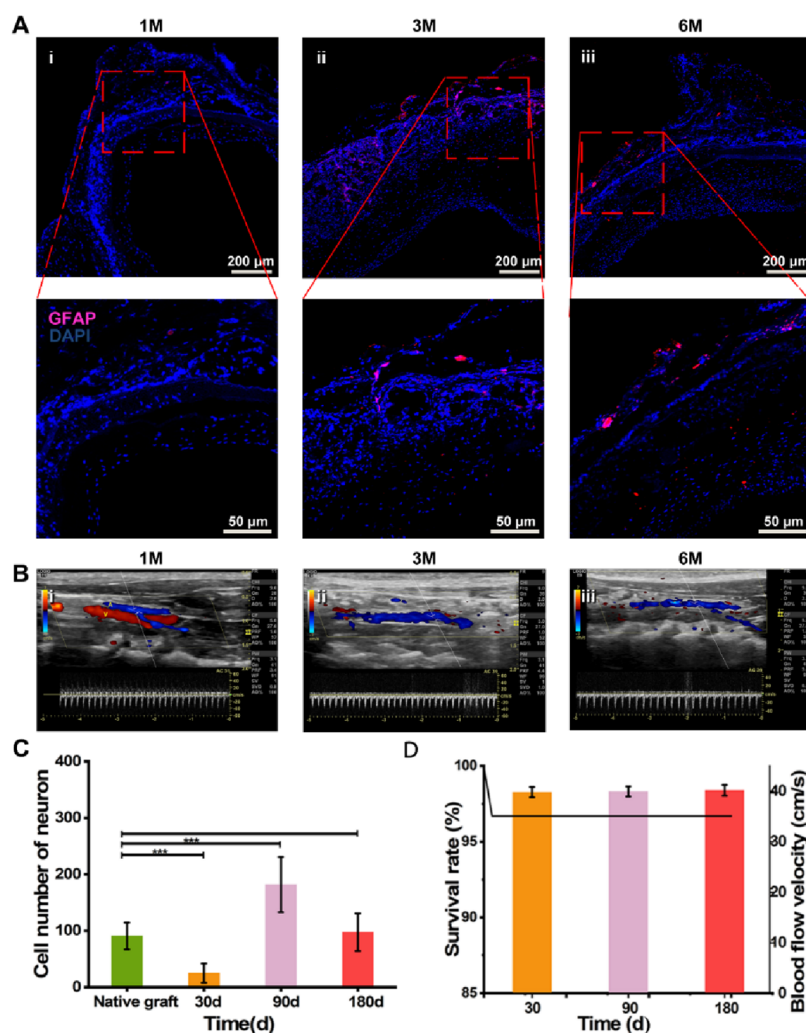 A
1M
3M
6M
i
ii
iii
200 µm
200 µm
200 µm
GFAP
DAPI
50 µm
50 µm
50 µm
B
1M
3M
6M
i
ii
iii
C
400
300
200
100
0
Cell number of neuron
***
***
Native graft
30d
90d
180d
Time(d)
D
100
95
90
85
Survival rate (%)
40
30
20
10
0
Blood flow velocity (cm/s)
30
90
180
Time (d)